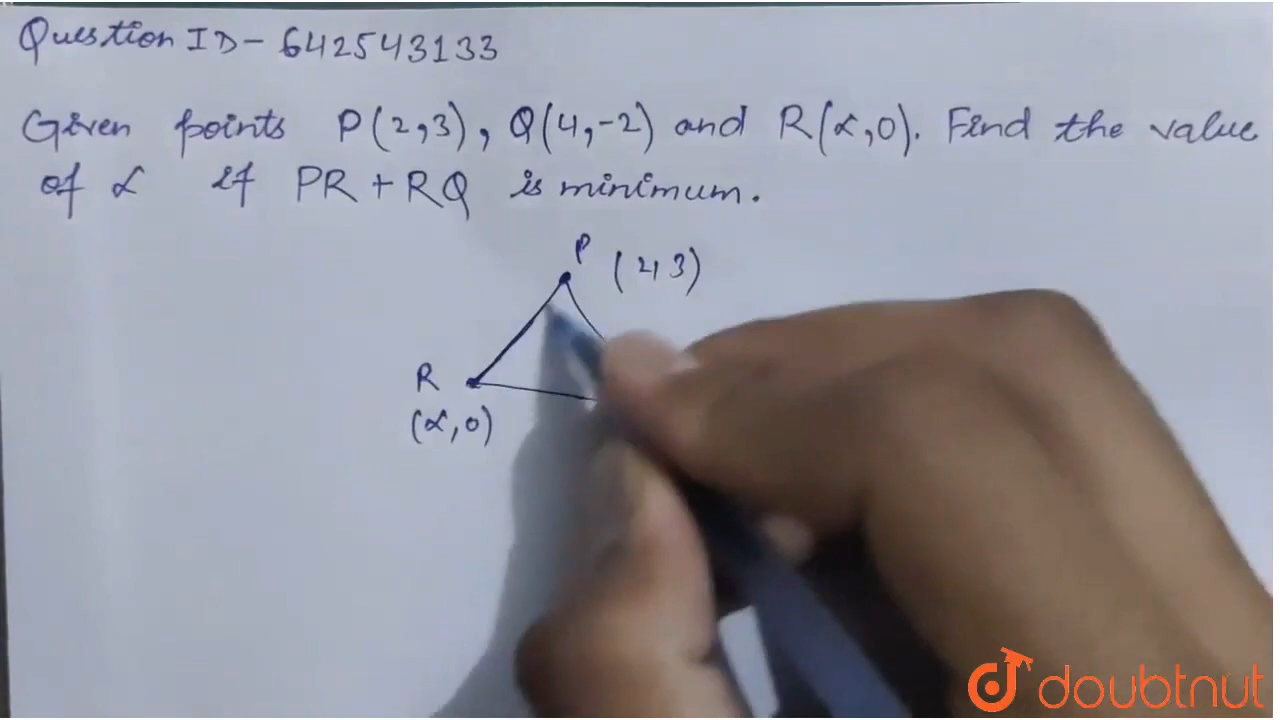 Question ID - 642543133
Given points P(2,3), Q(4,-2) and R(α,0). Find the value
of α if PR + RQ is minimum.
P (2,3)
R
(α,0)
doubtnut